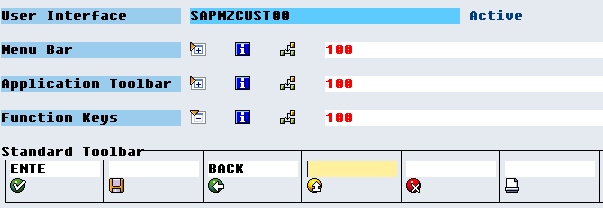 User Interface SAPMZCUST00 Active
Menu Bar 100
Application Toolbar 100
Function Keys 100
Standard Toolbar
ENTE BACK